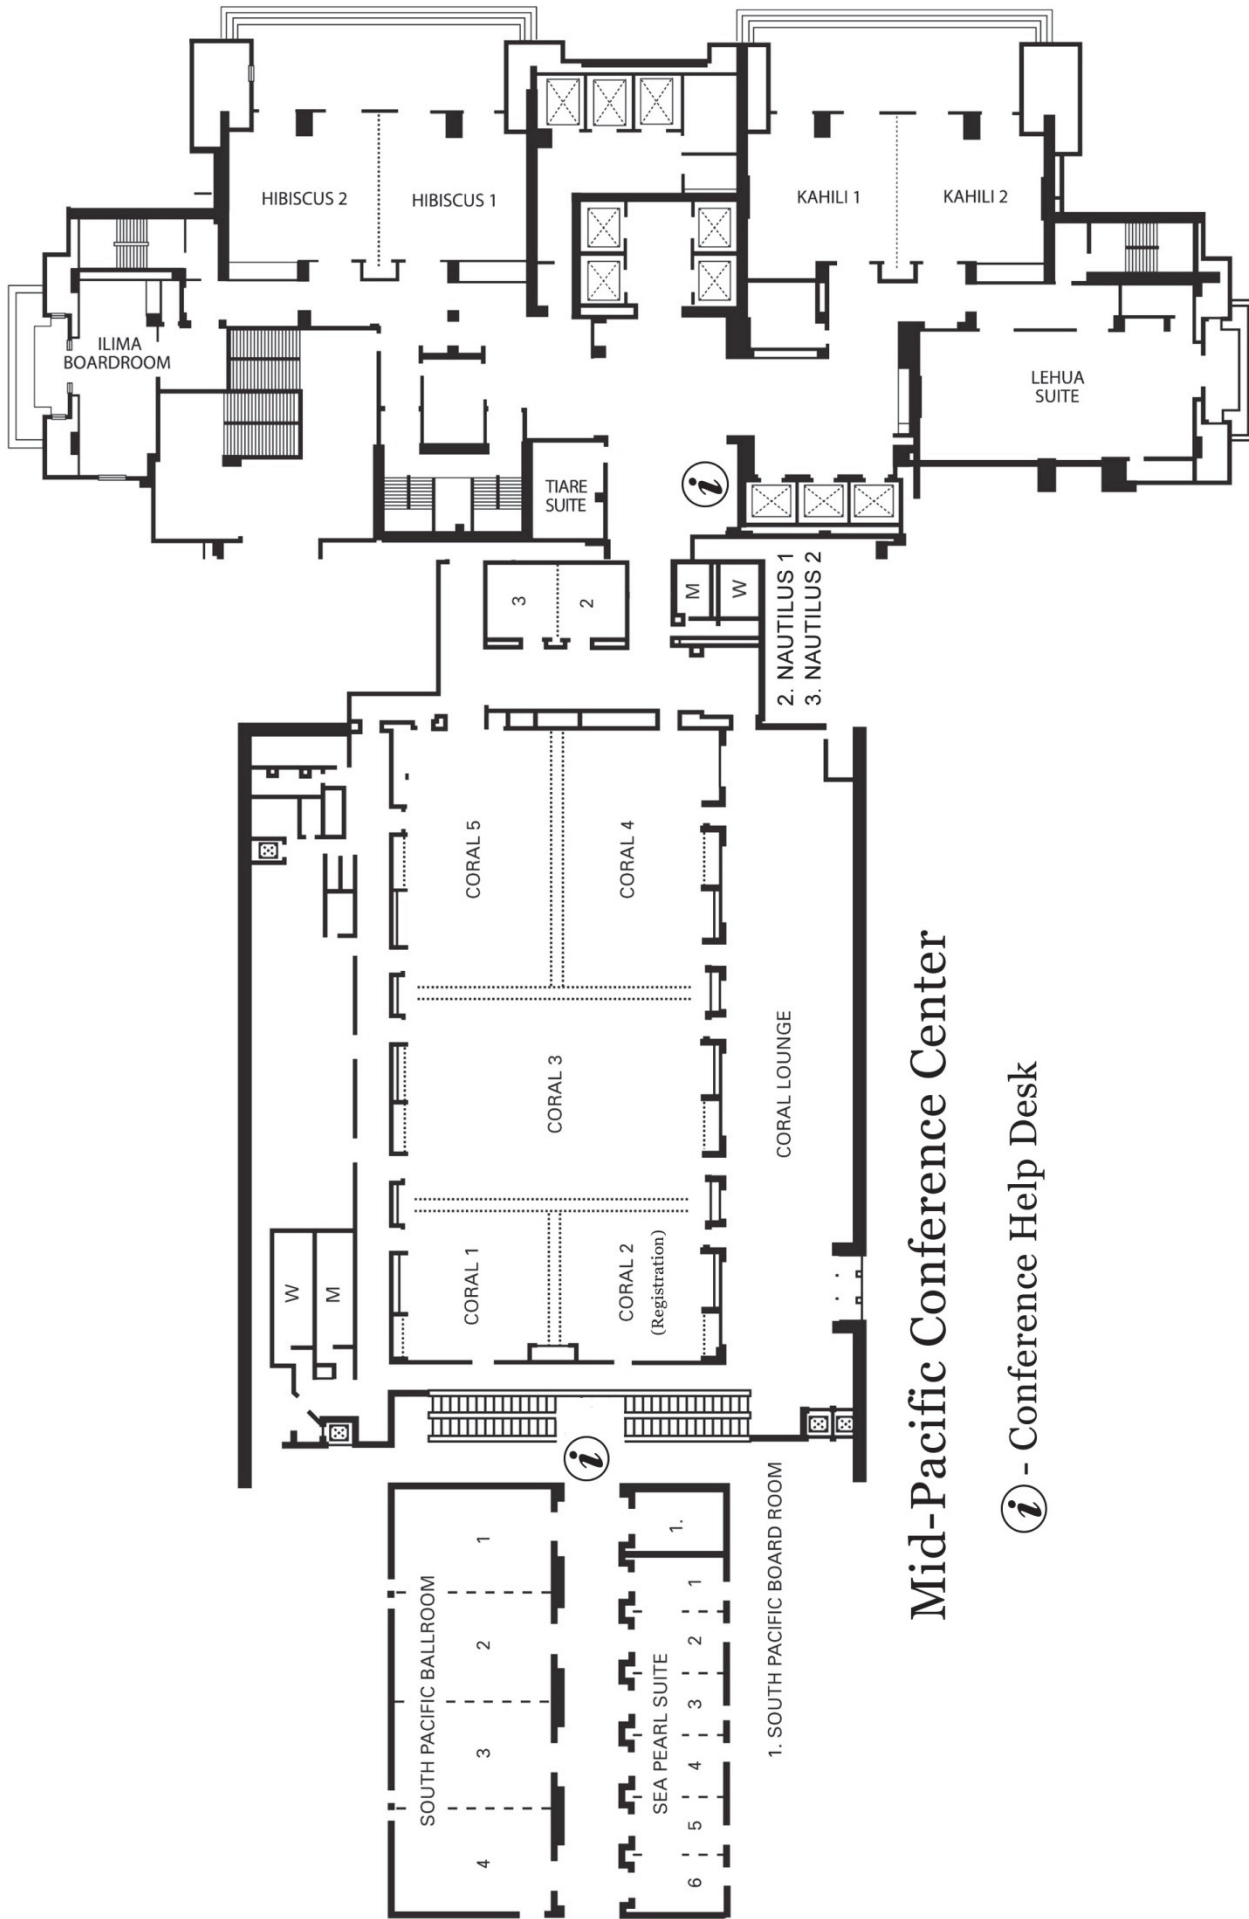 HIBISCUS 2
HIBISCUS 1
KAHILI 1
KAHILI 2
ILIMA
BOARDROOM
LEHUA
SUITE
TIARE
SUITE
i
3
2
M
W
2. NAUTILUS 1
3. NAUTILUS 2
CORAL 5
CORAL 4
CORAL 3
CORAL LOUNGE
CORAL 1
CORAL 2
(Registration)
W
M
i
SOUTH PACIFIC BALLROOM
1
2
3
4
SEA PEARL SUITE
1.
1
2
3
4
5
6
1. SOUTH PACIFIC BOARD ROOM
Mid-Pacific Conference Center
i - Conference Help Desk